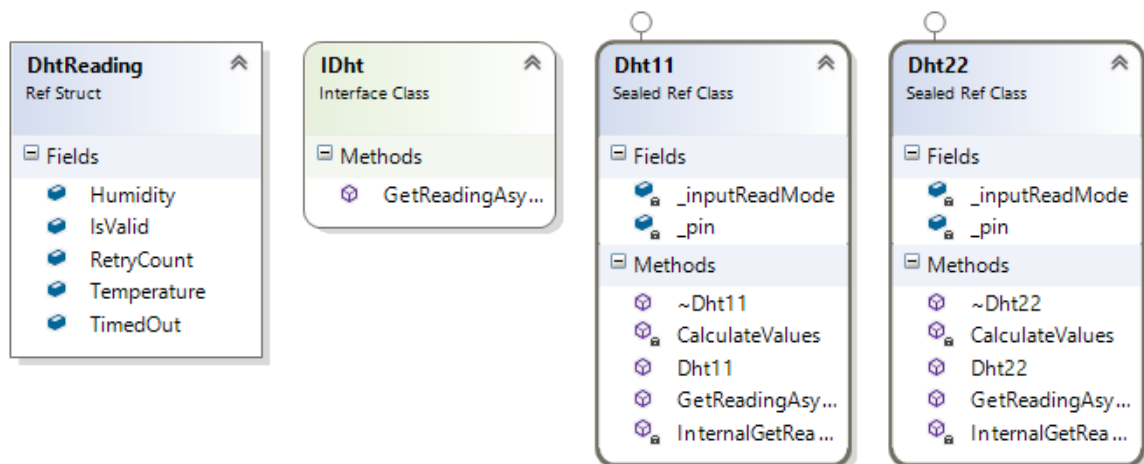 DhtReading
Ref Struct
Fields
Humidity
IsValid
RetryCount
Temperature
TimedOut
IDht
Interface Class
Methods
GetReadingAsy...
Dht11
Sealed Ref Class
Fields
_inputReadMode
_pin
Methods
~Dht11
CalculateValues
Dht11
GetReadingAsy...
InternalGetRea...
Dht22
Sealed Ref Class
Fields
_inputReadMode
_pin
Methods
~Dht22
CalculateValues
Dht22
GetReadingAsy...
InternalGetRea...